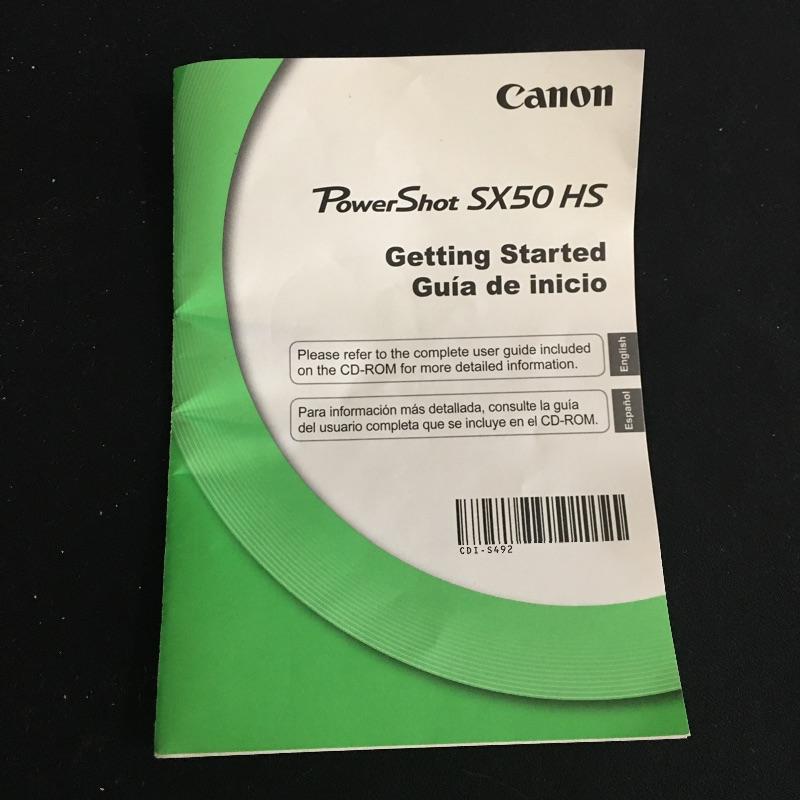 Canon
PowerShot SX50 HS
Getting Started
Guía de inicio
Please refer to the complete user guide included
on the CD-ROM for more detailed information.
English
Para información más detallada, consulte la guía
del usuario completa que se incluye en el CD-ROM.
Español
CDI-S492